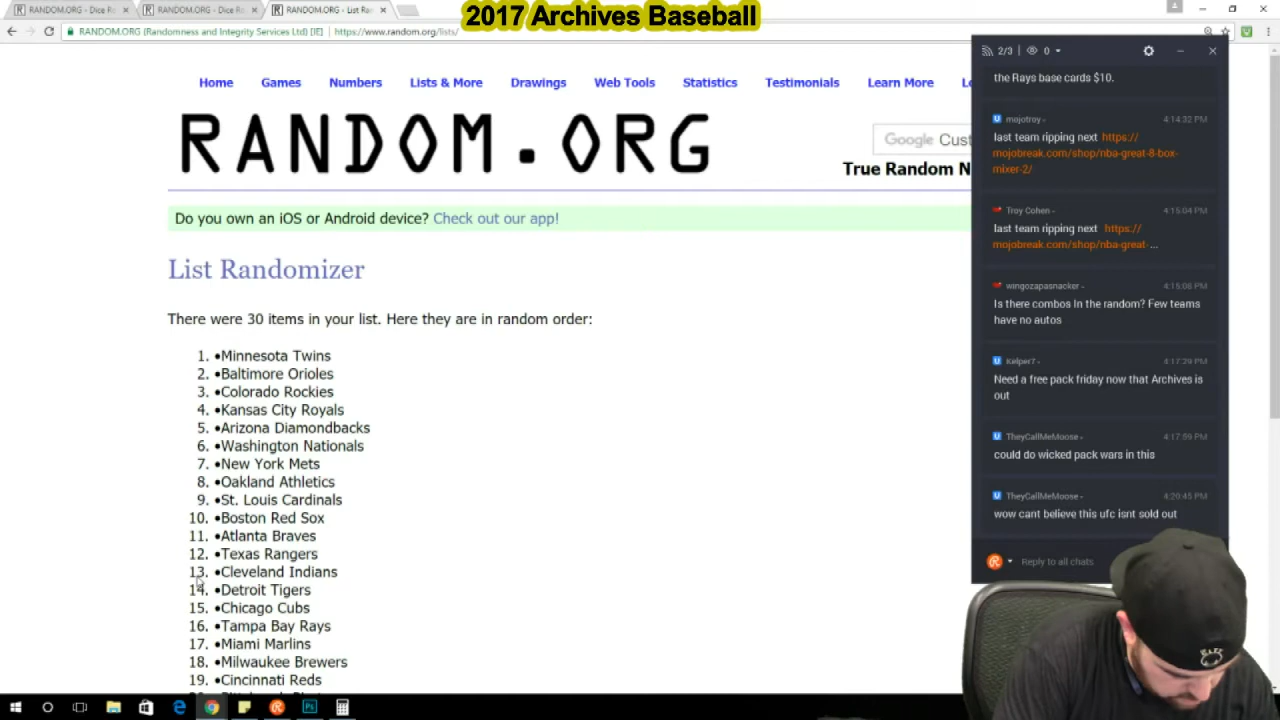 2017 Archives Baseball
RANDOM.ORG - Dice Ro
RANDOM.ORG - Dice Ro
RANDOM.ORG - List Ra
RANDOM.ORG (Randomness and Integrity Services Ltd) [IE]
https://www.random.org/lists/
Home Games Numbers Lists & More Drawings Web Tools Statistics Testimonials Learn More Lo
RANDOM.ORG
Google Cust
True Random N
Do you own an iOS or Android device? Check out our app!
List Randomizer
There were 30 items in your list. Here they are in random order:
1. •Minnesota Twins
2. •Baltimore Orioles
3. •Colorado Rockies
4. •Kansas City Royals
5. •Arizona Diamondbacks
6. •Washington Nationals
7. •New York Mets
8. •Oakland Athletics
9. •St. Louis Cardinals
10. •Boston Red Sox
11. •Atlanta Braves
12. •Texas Rangers
13. •Cleveland Indians
14. •Detroit Tigers
15. •Chicago Cubs
16. •Tampa Bay Rays
17. •Miami Marlins
18. •Milwaukee Brewers
19. •Cincinnati Reds
2/3 | 0
the Rays base cards $10.
mojotroy - 4:14:32 PM
last team ripping next https://
mojobreak.com/shop/nba-great-8-box-
mixer-2/
Troy Cohen - 4:15:04 PM
last team ripping next https://
mojobreak.com/shop/nba-great-...
wingozapasnacker - 4:15:08 PM
Is there combos In the random? Few teams
have no autos
Kelper7 - 4:17:29 PM
Need a free pack friday now that Archives is
out
TheyCallMeMoose - 4:17:59 PM
could do wicked pack wars in this
TheyCallMeMoose - 4:20:45 PM
wow cant believe this ufc isnt sold out
Reply to all chats